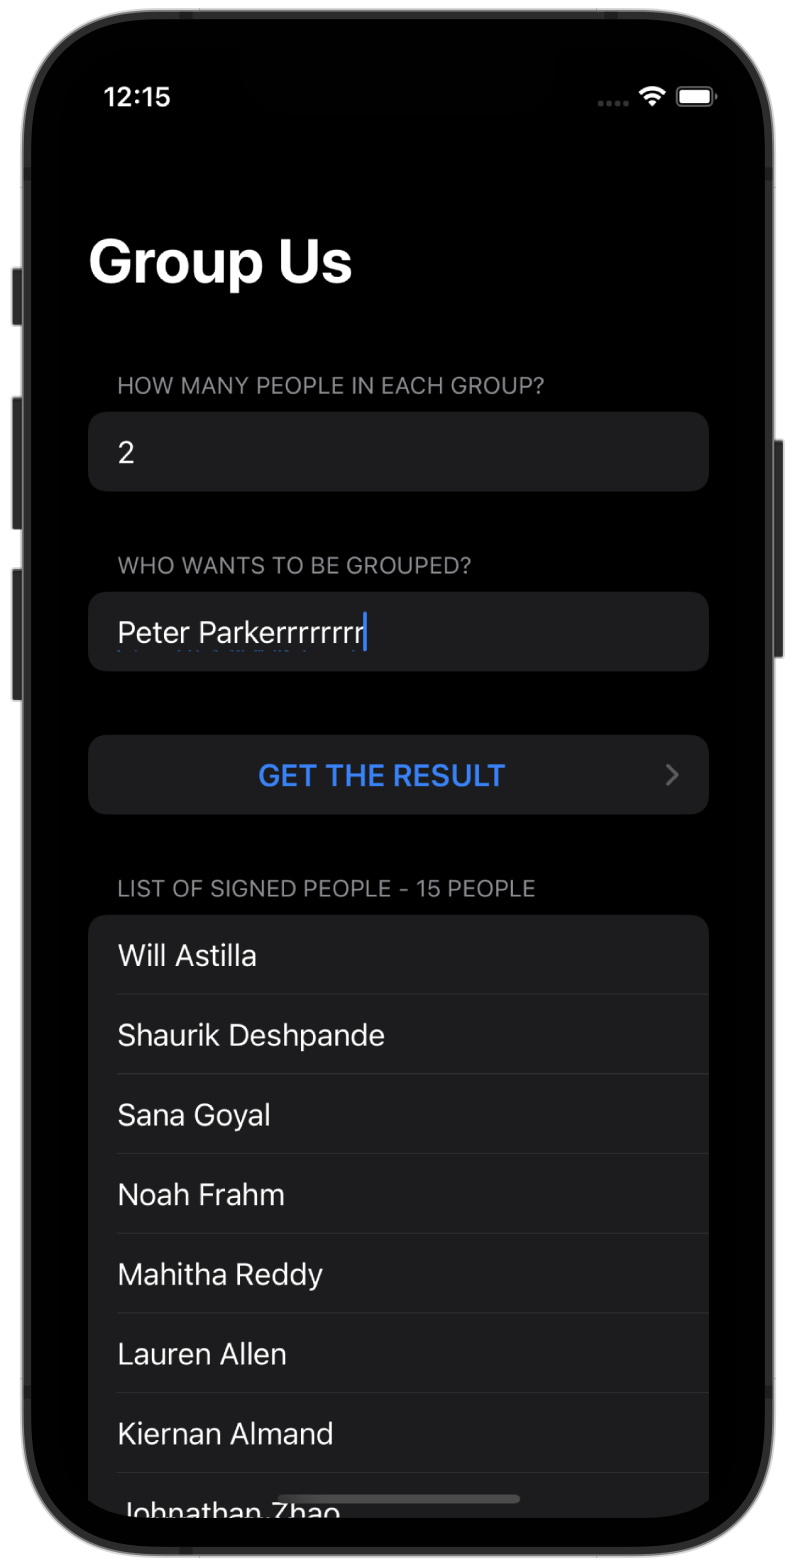 12:15
Group Us
HOW MANY PEOPLE IN EACH GROUP?
2
WHO WANTS TO BE GROUPED?
Peter Parkerrrrrrrr
GET THE RESULT
LIST OF SIGNED PEOPLE - 15 PEOPLE
Will Astilla
Shaurik Deshpande
Sana Goyal
Noah Frahm
Mahitha Reddy
Lauren Allen
Kiernan Almand
Johnathan Zhao